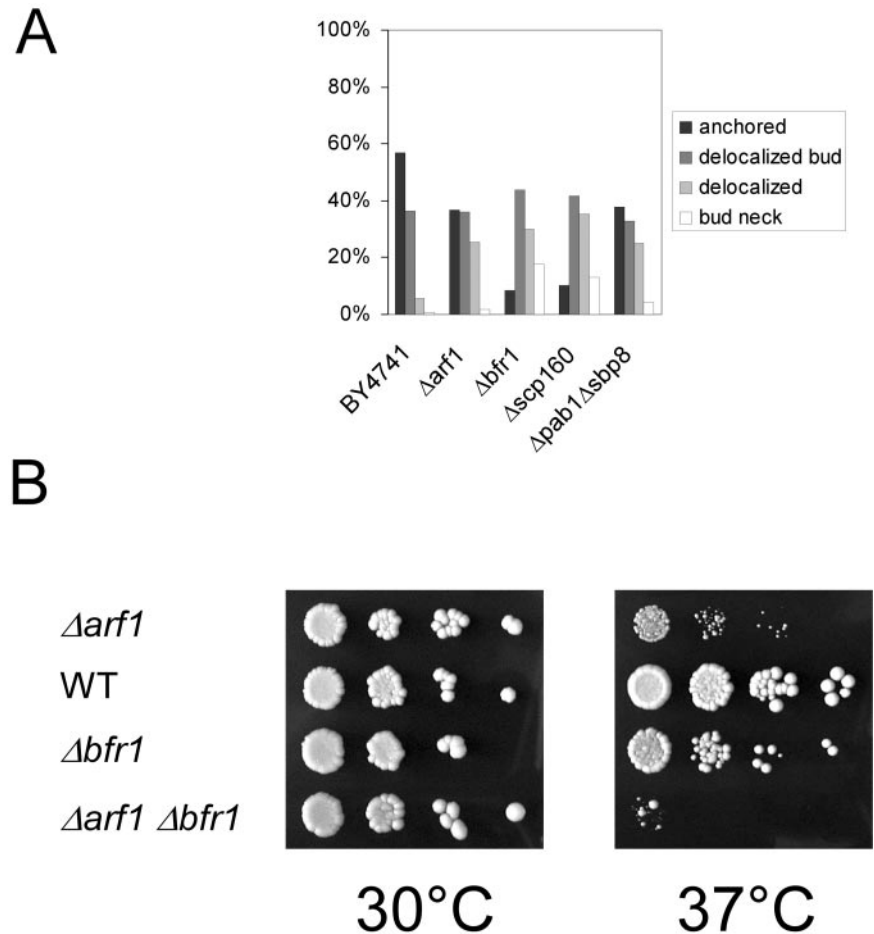 A
100%
80%
60%
40%
20%
0%
anchored
delocalized bud
delocalized
bud neck
BY4741
Δarf1
Δbfr1
Δscp160
Δpab1Δsbp8
B
Δarf1
WT
Δbfr1
Δarf1 Δbfr1
30°C
37°C